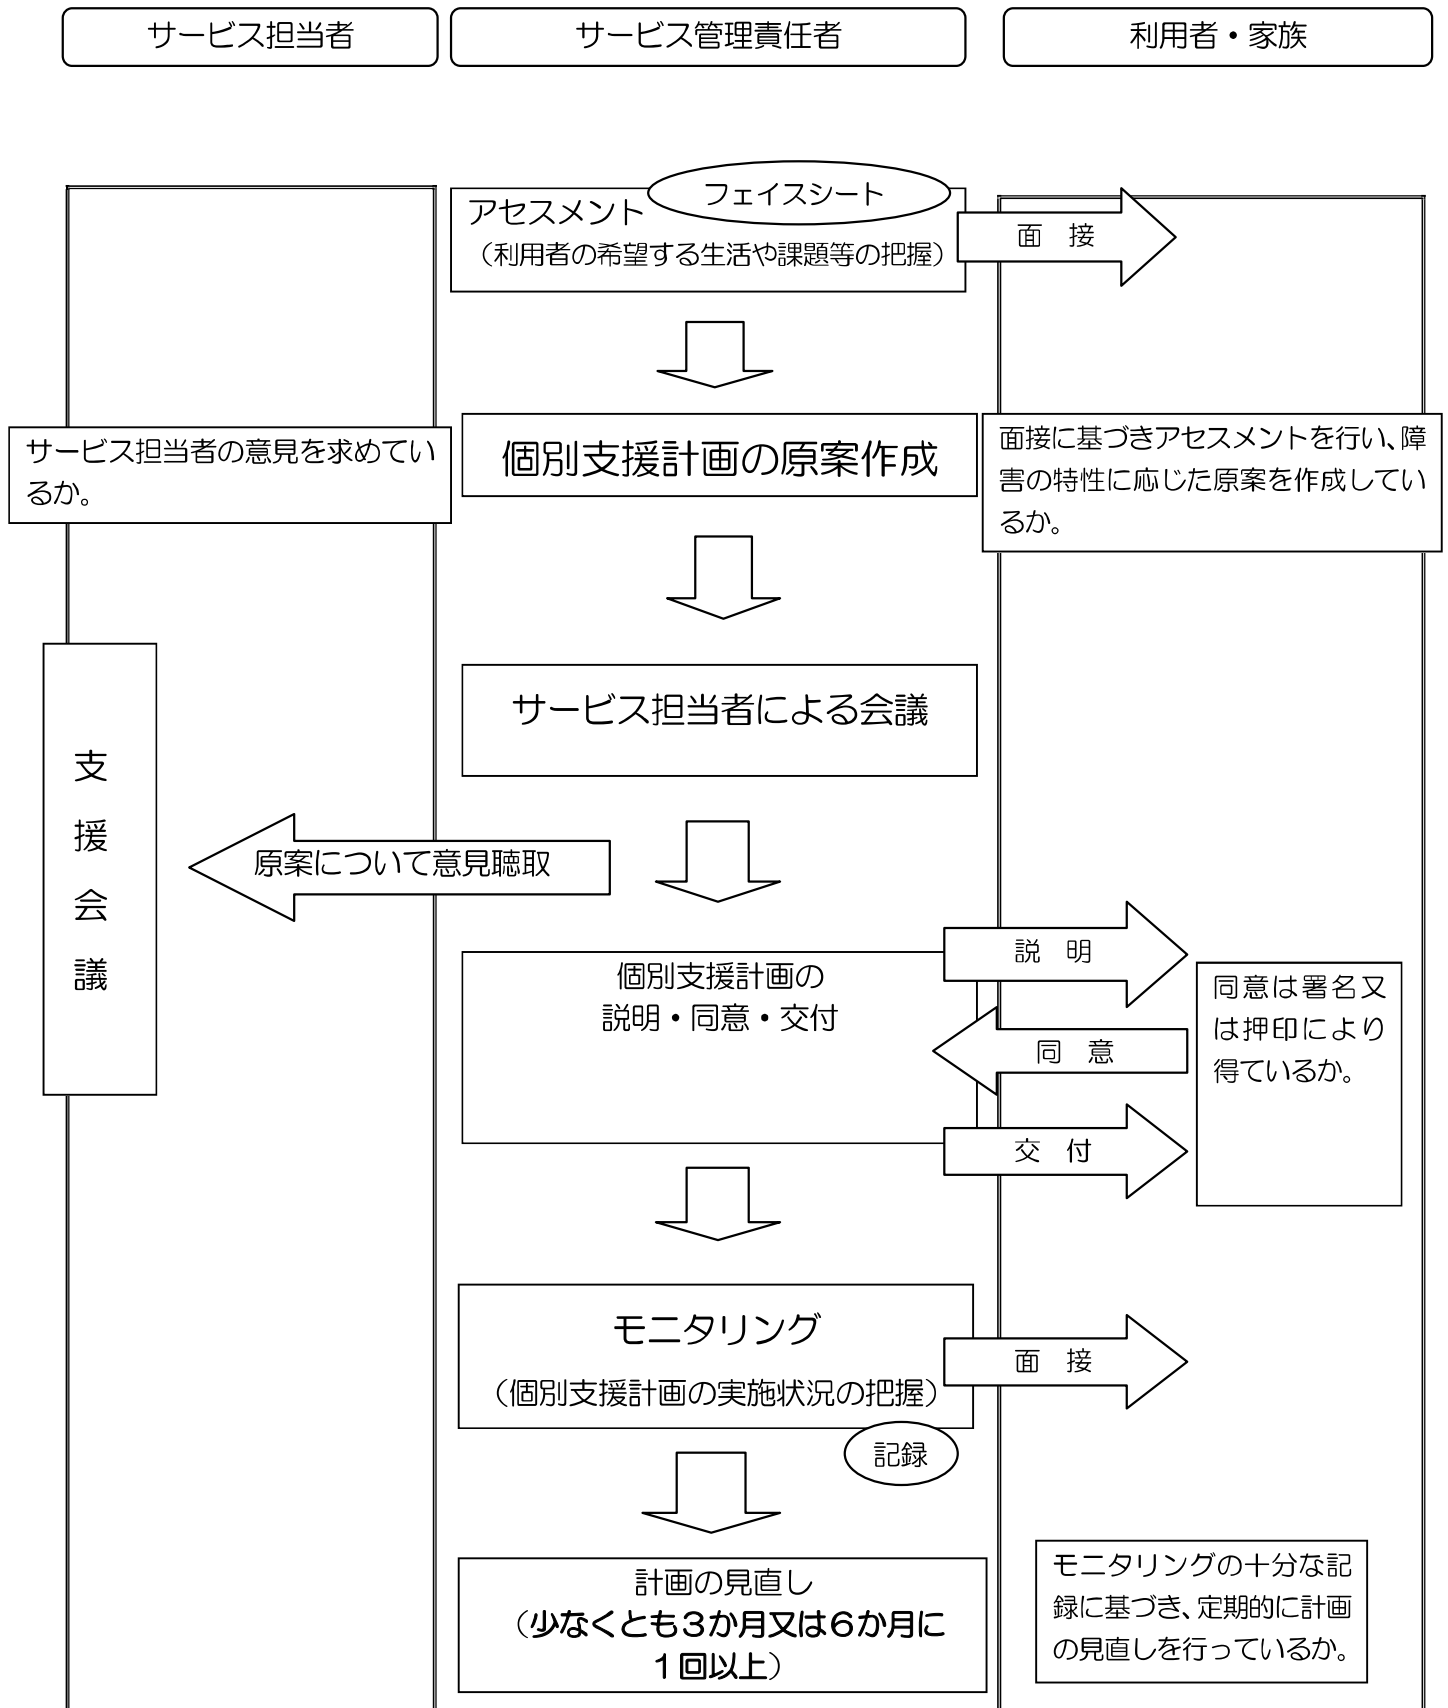 サービス担当者
サービス管理責任者
利用者・家族
フェイスシート
アセスメント
（利用者の希望する生活や課題等の把握）
面　接
サービス担当者の意見を求めてい
るか。
個別支援計画の原案作成
面接に基づきアセスメントを行い、障
害の特性に応じた原案を作成してい
るか。
サービス担当者による会議
支
援
会
議
原案について意見聴取
個別支援計画の
説明・同意・交付
説　明
同　意
交　付
同意は署名又
は押印により
得ているか。
モニタリング
（個別支援計画の実施状況の把握）
面　接
記録
計画の見直し
（少なくとも３か月又は６か月に
１回以上）
モニタリングの十分な記
録に基づき、定期的に計画
の見直しを行っているか。